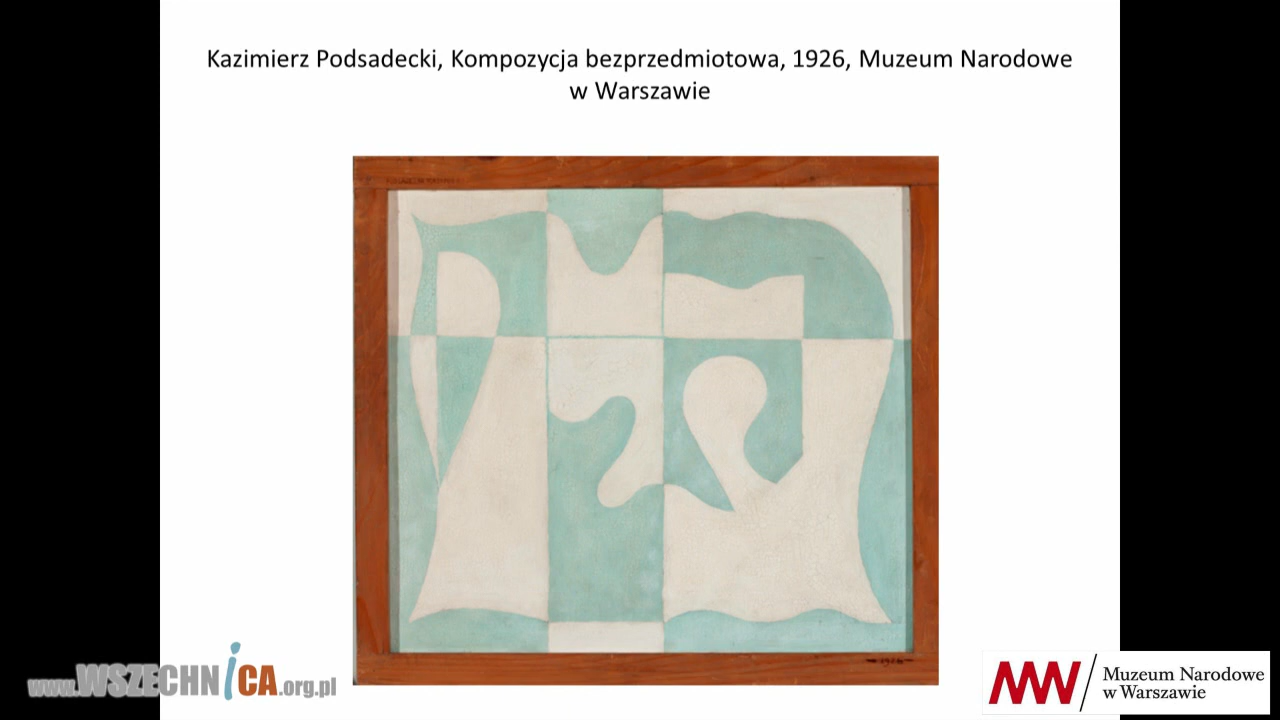 Kazimierz Podsadecki, Kompozycja bezprzedmiotowa, 1926, Muzeum Narodowe
w Warszawie
www.WSZECHNiCA.org.pl
Muzeum Narodowe
w Warszawie